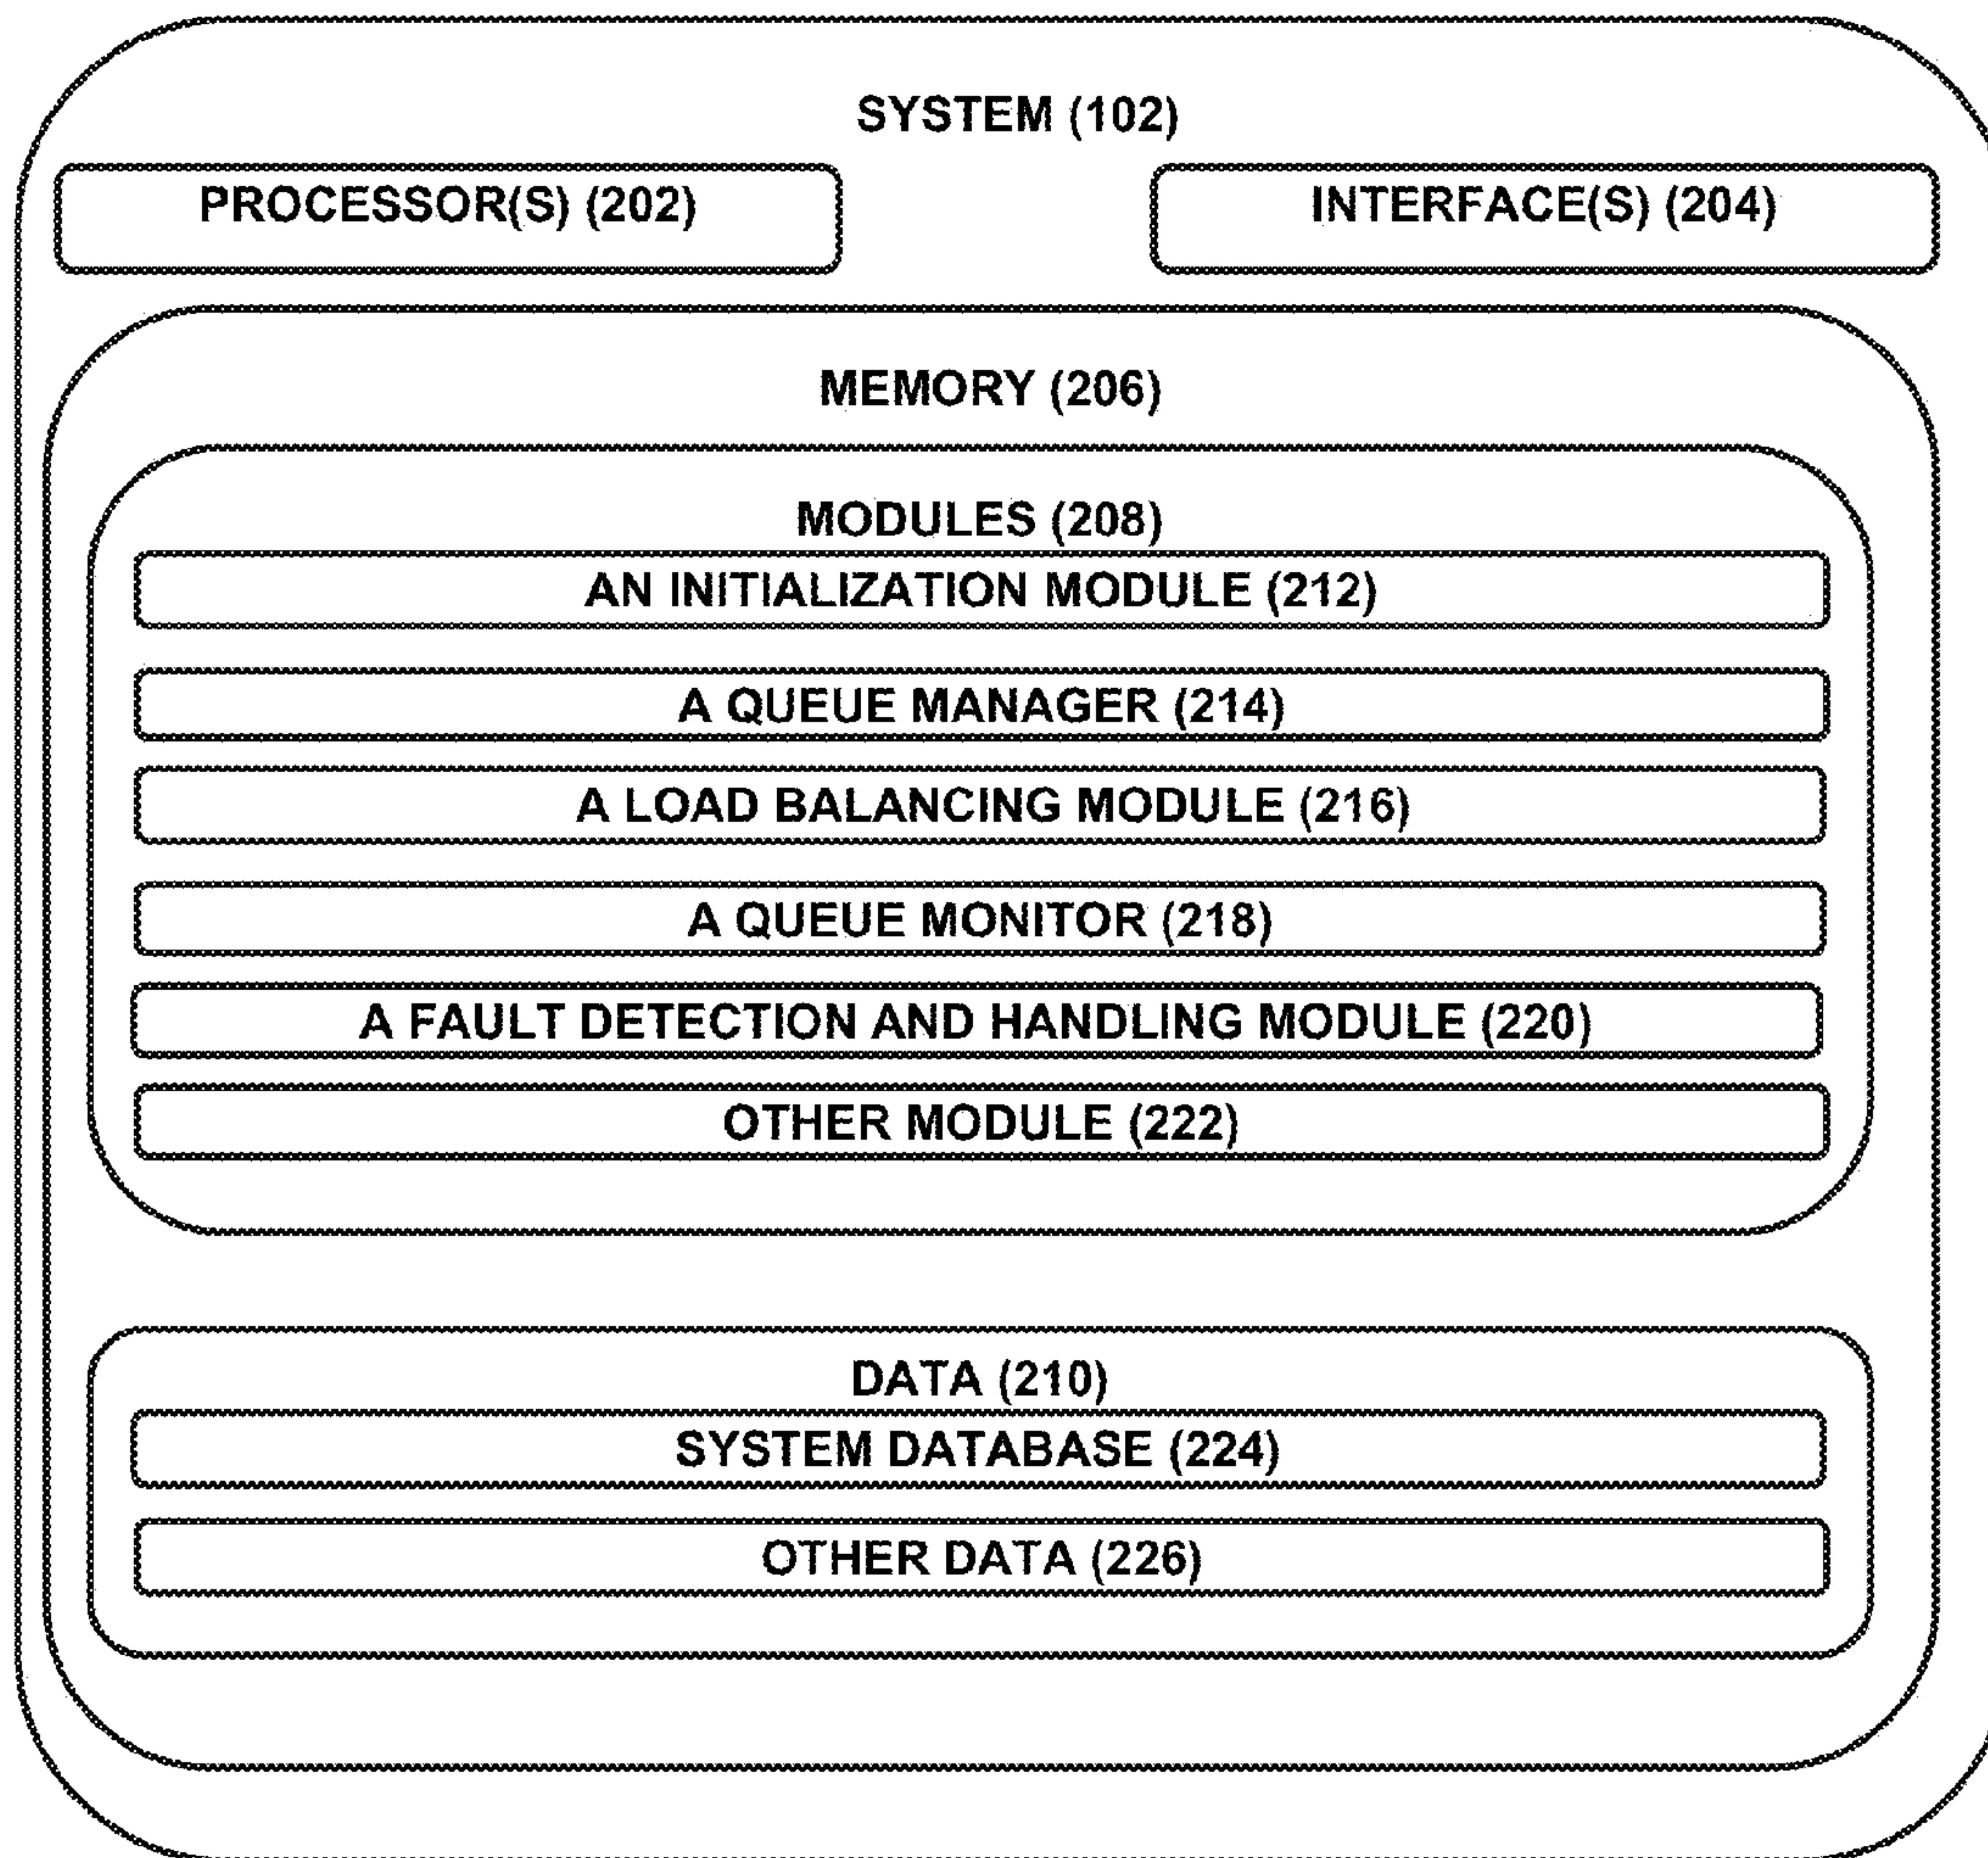 SYSTEM (102)
PROCESSOR(S) (202)
INTERFACE(S) (204)
MEMORY (206)
MODULES (208)
AN INITIALIZATION MODULE (212)
A QUEUE MANAGER (214)
A LOAD BALANCING MODULE (216)
A QUEUE MONITOR (218)
A FAULT DETECTION AND HANDLING MODULE (220)
OTHER MODULE (222)
DATA (210)
SYSTEM DATABASE (224)
OTHER DATA (226)